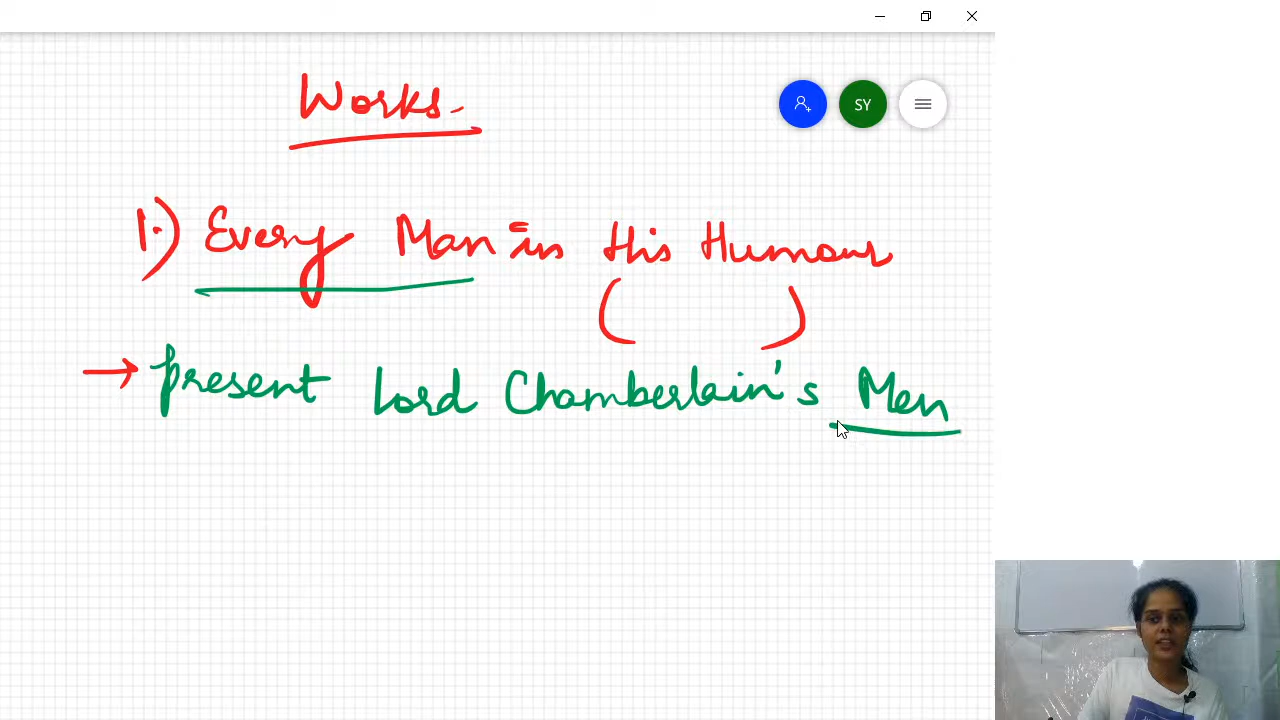 SY
Works.
1.) Every Man in His Humour
→ present Lord Chamberlain's Men